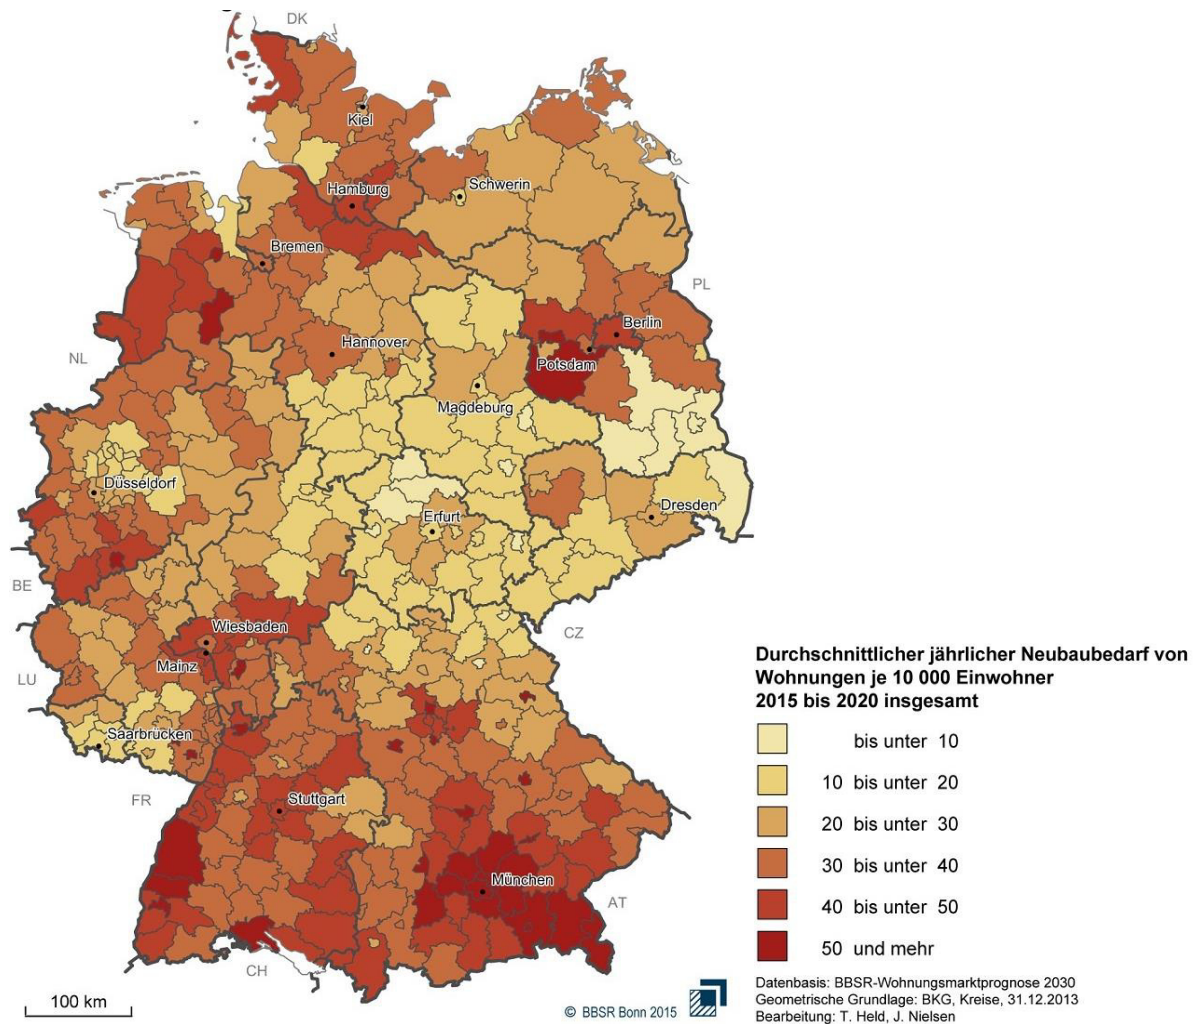 DK
Kiel
Schwerin
Hamburg
Bremen
PL
Berlin
NL
Hannover
Potsdam
Magdeburg
Düsseldorf
Dresden
Erfurt
BE
Wiesbaden
CZ
Mainz
LU
Saarbrücken
FR
Stuttgart
München
AT
CH
100 km
© BBSR Bonn 2015
Durchschnittlicher jährlicher Neubaubedarf von
Wohnungen je 10 000 Einwohner
2015 bis 2020 insgesamt
bis unter 10
10 bis unter 20
20 bis unter 30
30 bis unter 40
40 bis unter 50
50 und mehr
Datenbasis: BBSR-Wohnungsmarktprognose 2030
Geometrische Grundlage: BKG, Kreise, 31.12.2013
Bearbeitung: T. Held, J. Nielsen